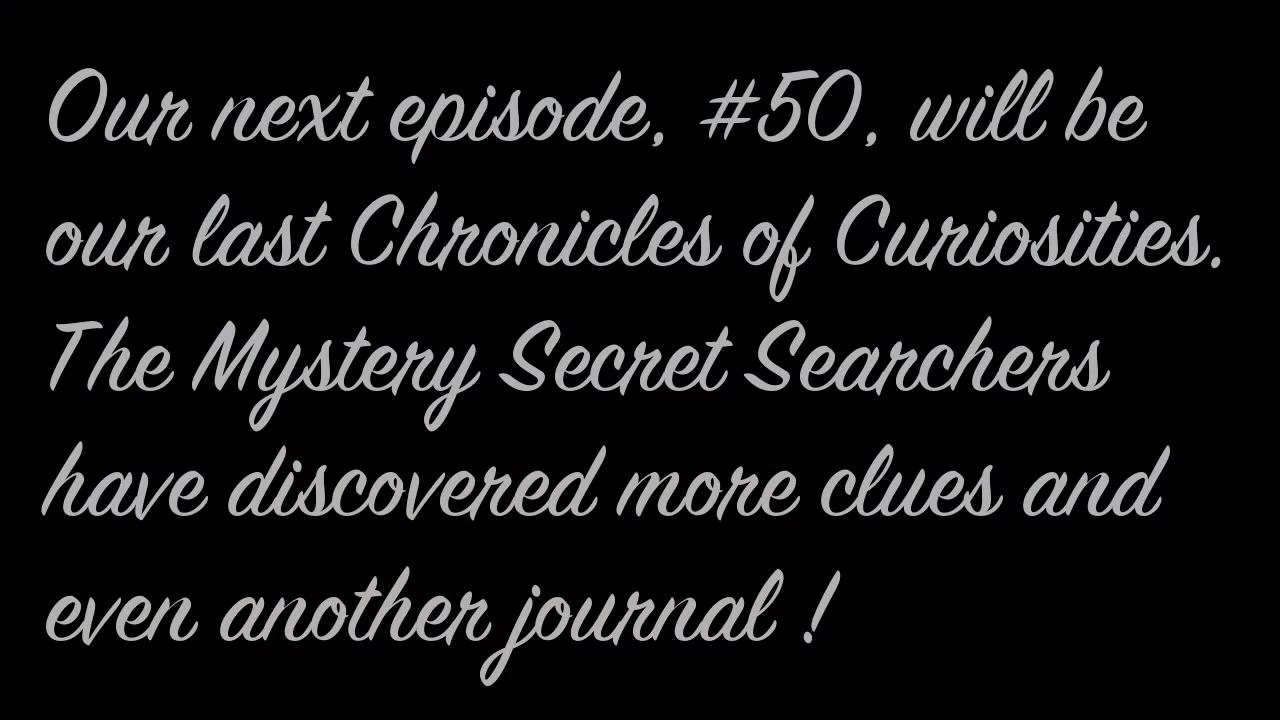 Our next episode, #50, will be
our last Chronicles of Curiosities.
The Mystery Secret Searchers
have discovered more clues and
even another journal !